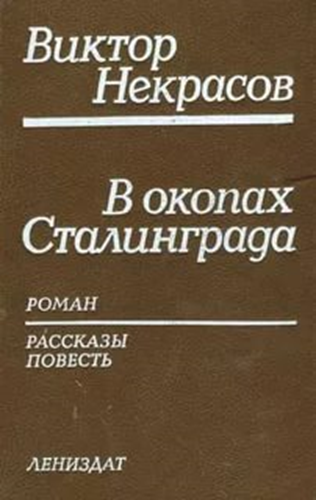 Виктор
Некрасов
В окопах
Сталинграда
РОМАН
РАССКАЗЫ
ПОВЕСТЬ
ЛЕНИЗДАТ